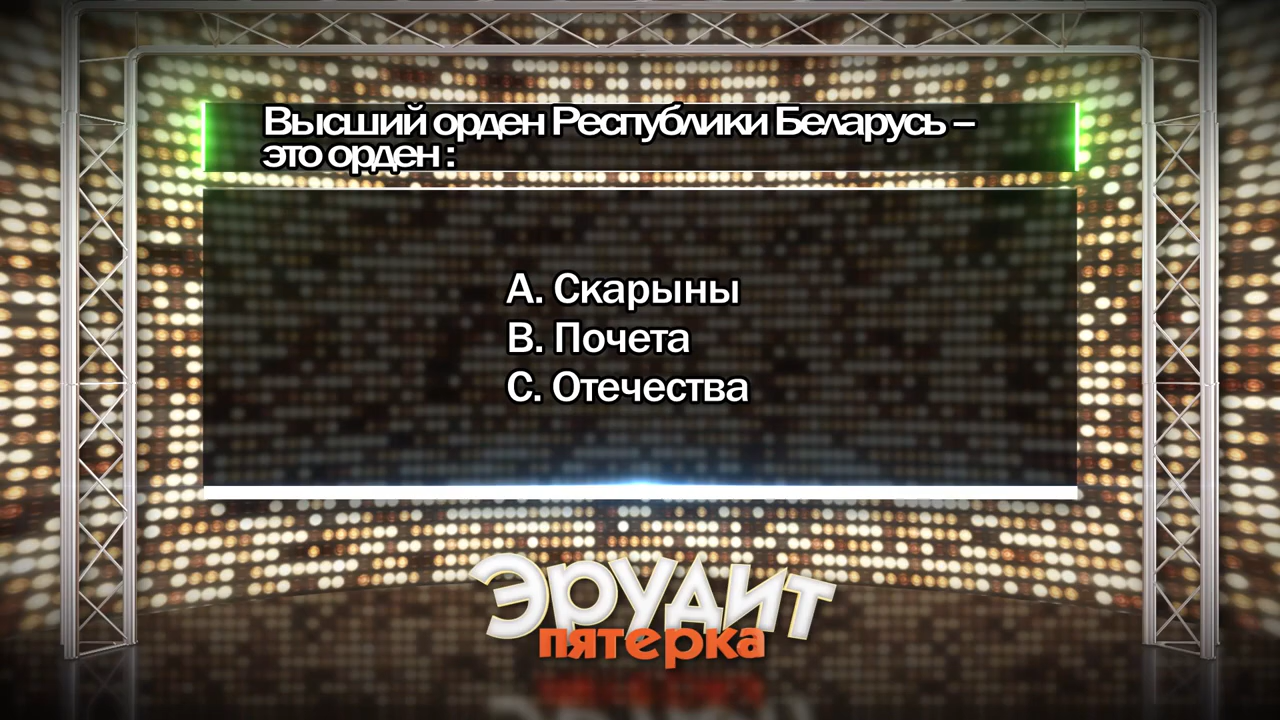 Высший орден Республики Беларусь –
это орден :
A. Скарыны
B. Почета
C. Отечества
Эрудит
пятерка